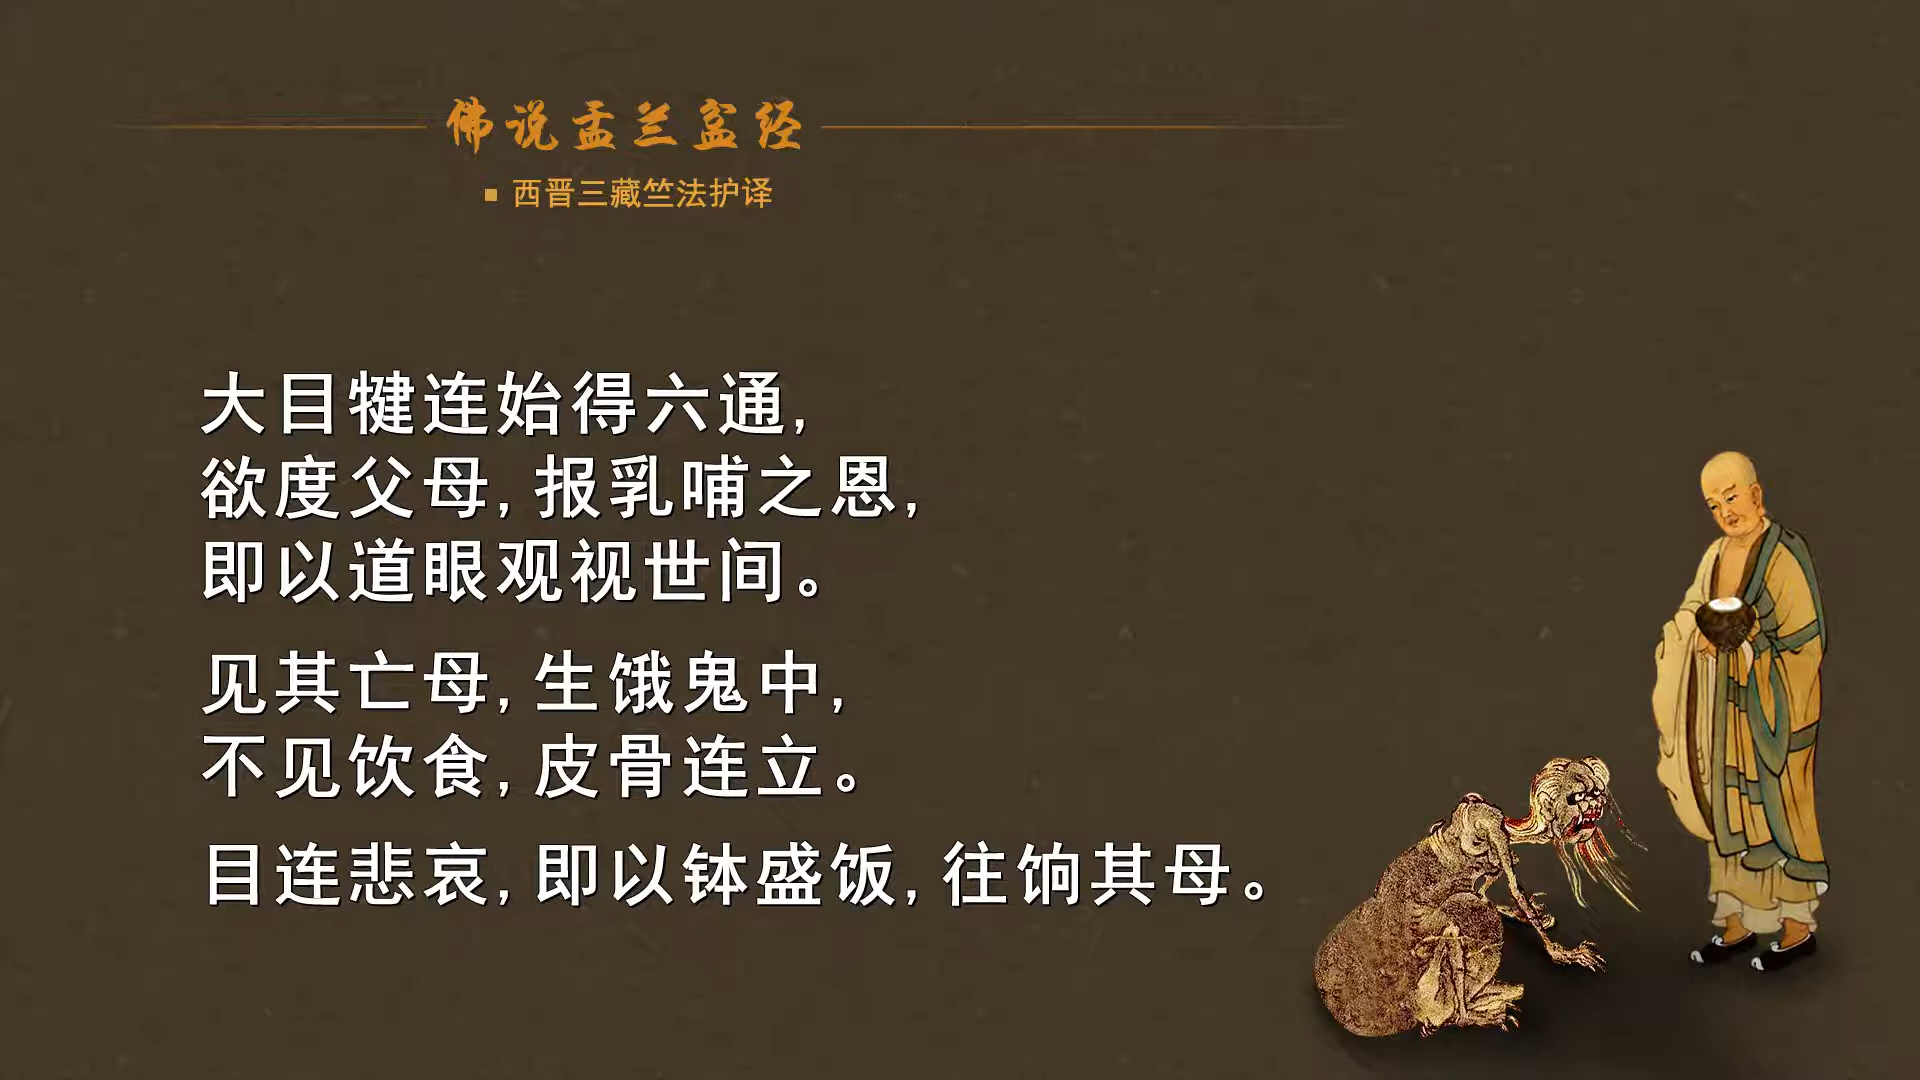 佛说盂兰盆经
西晋三藏竺法护译
大目犍连始得六通,
欲度父母,报乳哺之恩,
即以道眼观视世间。
见其亡母,生饿鬼中,
不见饮食,皮骨连立。
目连悲哀,即以钵盛饭,往饷其母。